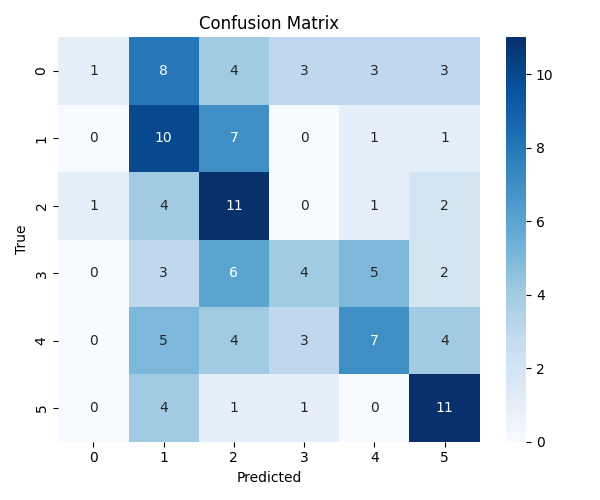 Confusion Matrix
True
0 1 8 4 3 3 3
1 0 10 7 0 1 1
2 1 4 11 0 1 2
3 0 3 6 4 5 2
4 0 5 4 3 7 4
5 0 4 1 1 0 11
0 1 2 3 4 5
Predicted
10
8
6
4
2
0